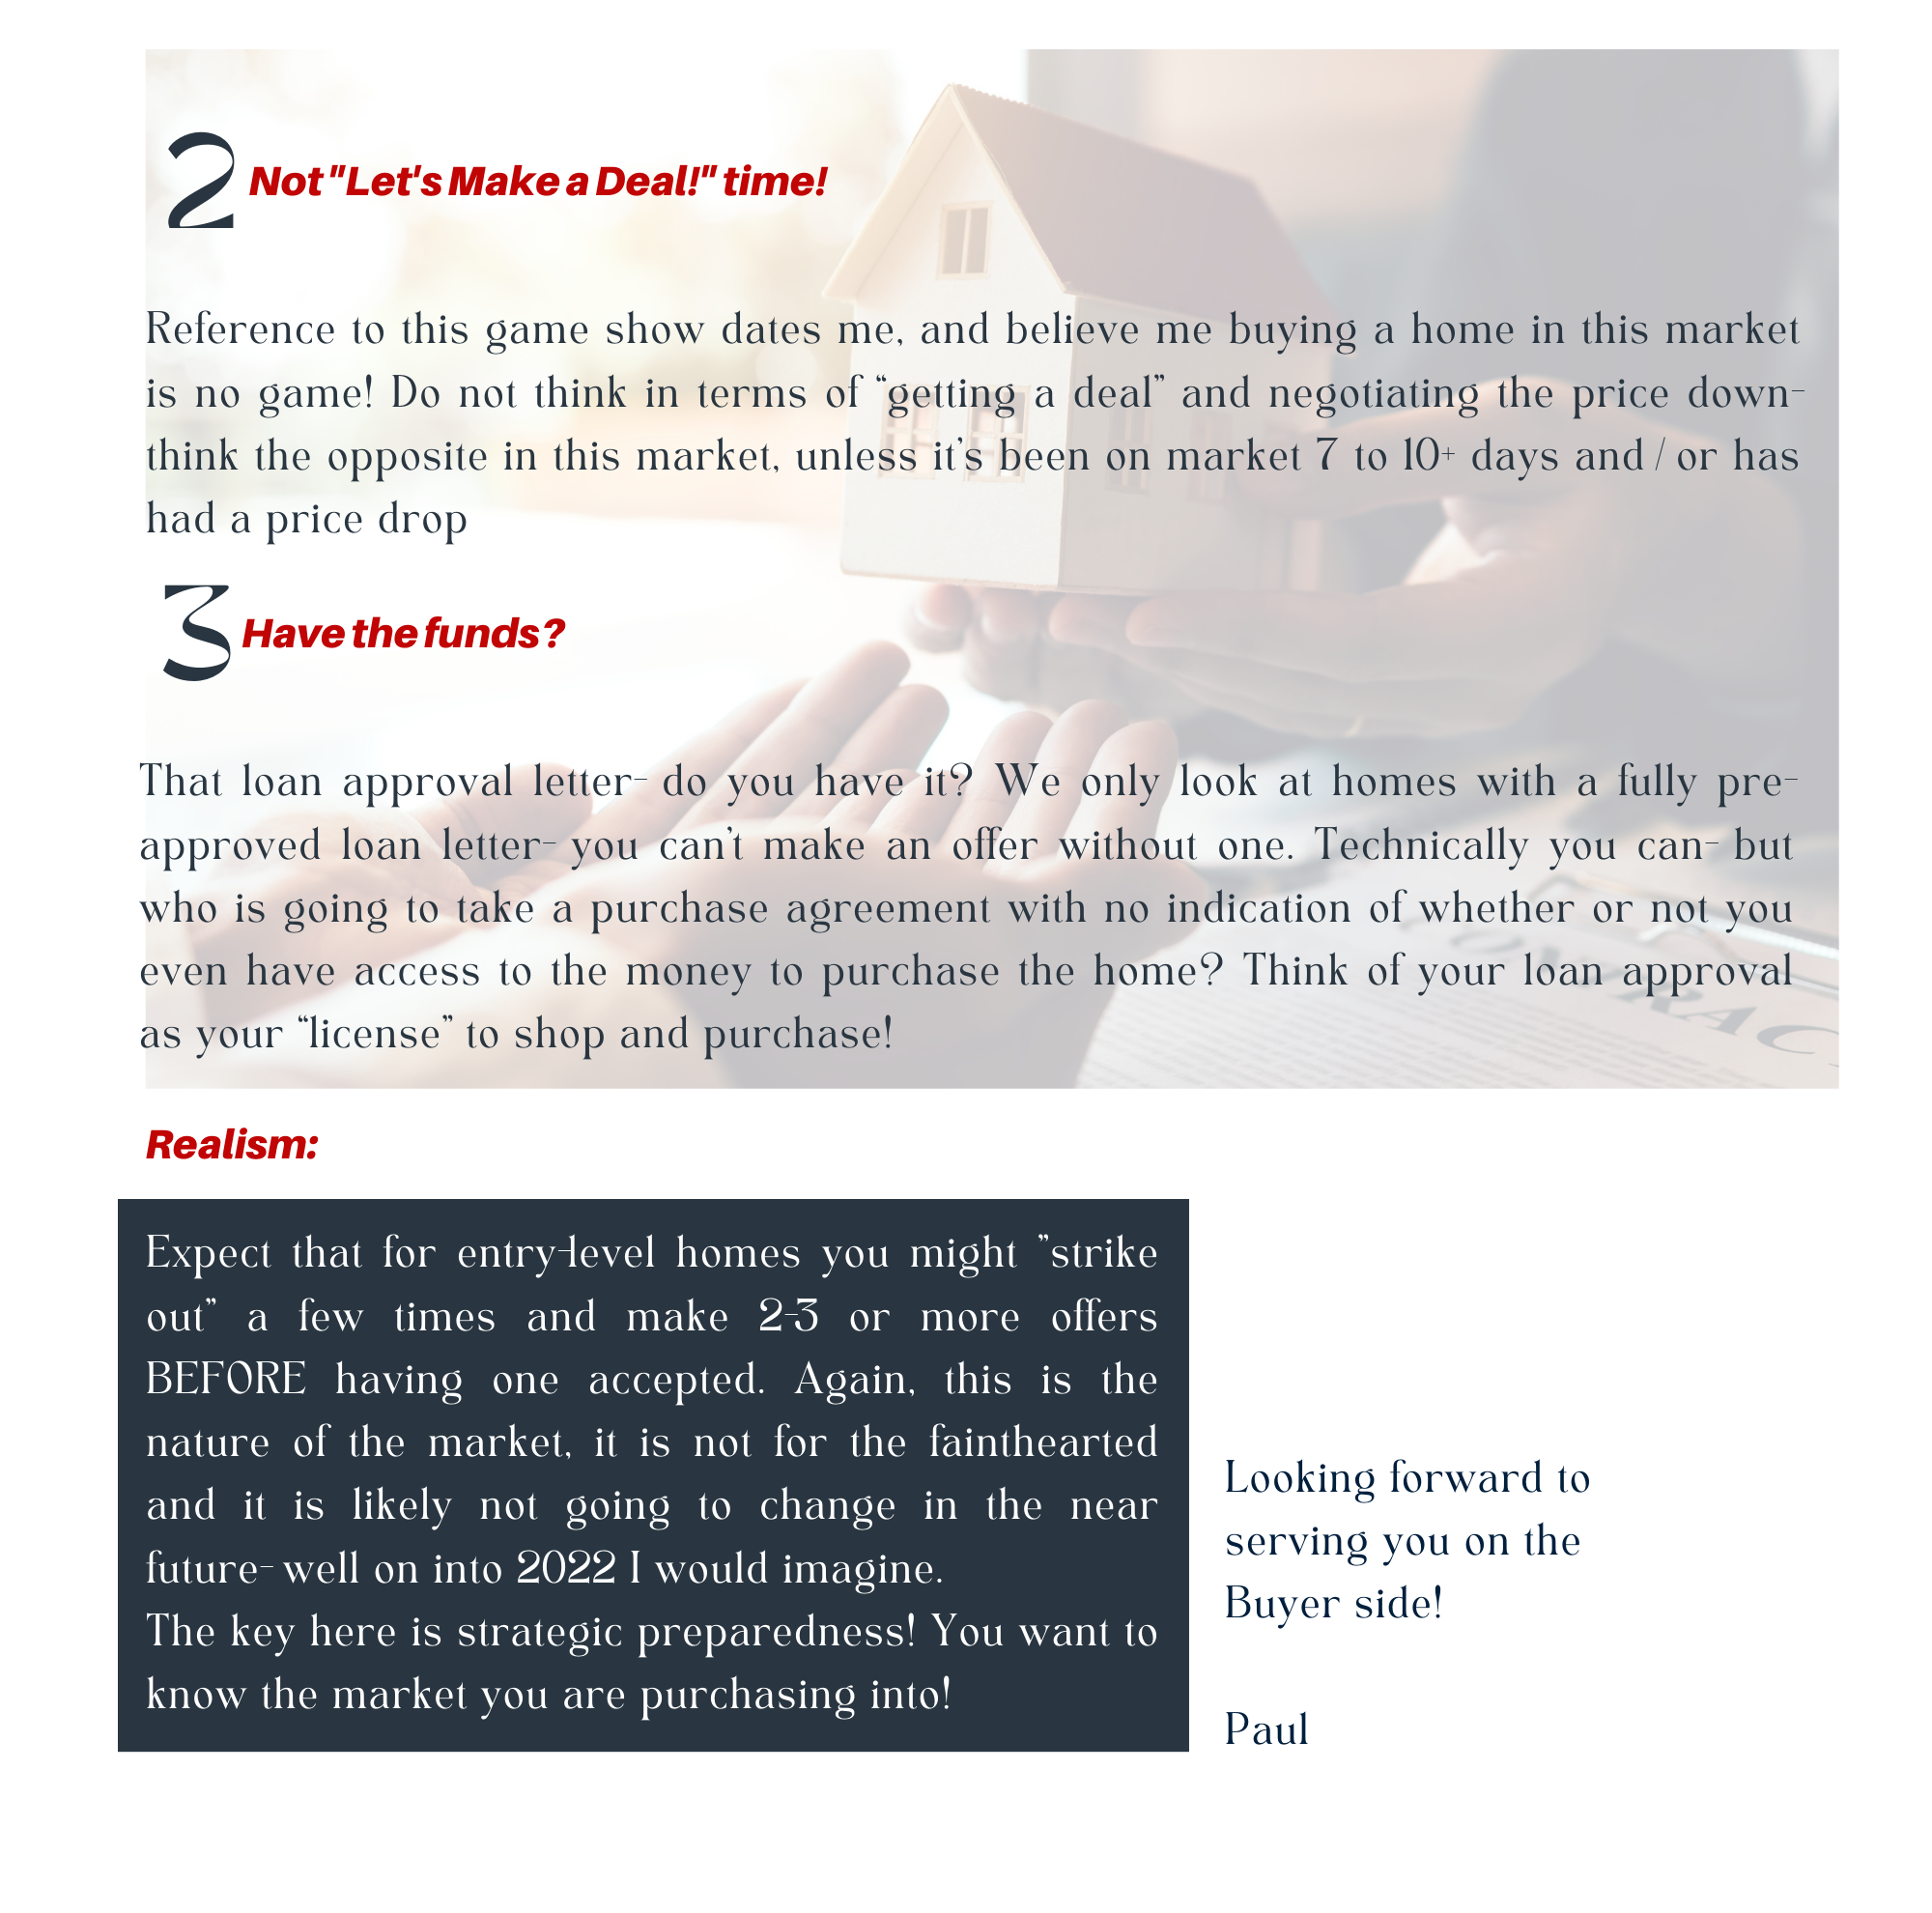 2 Not "Let's Make a Deal!" time!
Reference to this game show dates me, and believe me buying a home in this market
is no game! Do not think in terms of “getting a deal” and negotiating the price down-
think the opposite in this market, unless it’s been on market 7 to 10+ days and / or has
had a price drop
3 Have the funds?
That loan approval letter- do you have it? We only look at homes with a fully pre-
approved loan letter- you can’t make an offer without one. Technically you can- but
who is going to take a purchase agreement with no indication of whether or not you
even have access to the money to purchase the home? Think of your loan approval
as your “license” to shop and purchase!
Realism:
Expect that for entry-level homes you might ”strike
out” a few times and make 2-3 or more offers
BEFORE having one accepted. Again, this is the
nature of the market, it is not for the fainthearted
and it is likely not going to change in the near
future- well on into 2022 I would imagine.
The key here is strategic preparedness! You want to
know the market you are purchasing into!
Looking forward to
serving you on the
Buyer side!
Paul